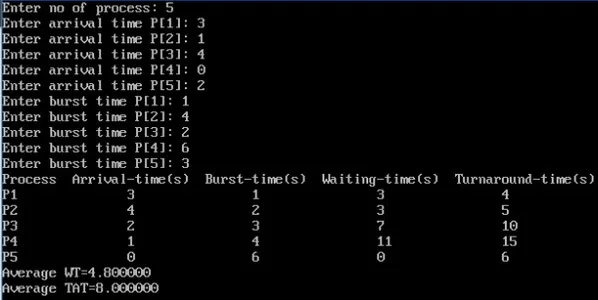 Enter no of process: 5
Enter arrival time P[1]: 3
Enter arrival time P[2]: 1
Enter arrival time P[3]: 4
Enter arrival time P[4]: 0
Enter arrival time P[5]: 2
Enter burst time P[1]: 1
Enter burst time P[2]: 4
Enter burst time P[3]: 2
Enter burst time P[4]: 6
Enter burst time P[5]: 3
Process Arrival-time(s) Burst-time(s) Waiting-time(s) Turnaround-time(s)
P1 3 1 3 4
P2 4 2 3 5
P3 2 3 7 10
P4 1 4 11 15
P5 0 6 0 6
Average WT=4.800000
Average TAT=8.000000